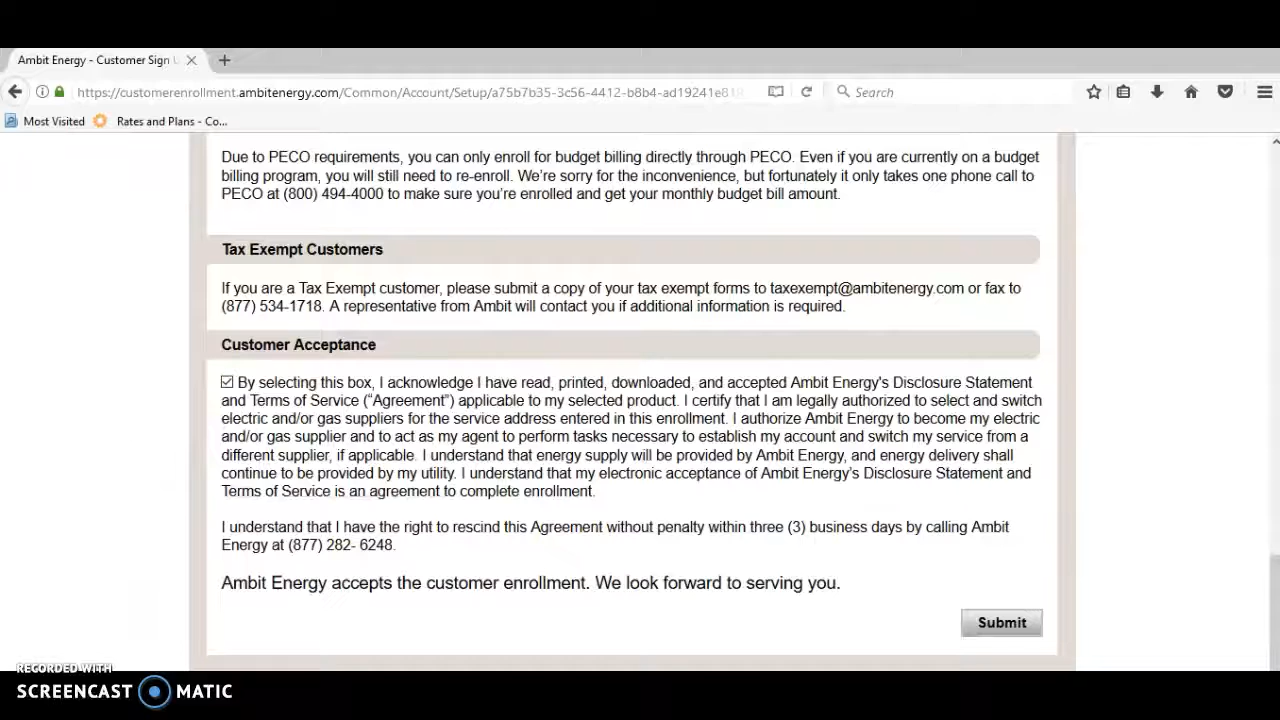 Ambit Energy - Customer Sign U
https://customerenrollment.ambitenergy.com/Common/Account/Setup/a75b7b35-3c56-4412-b8b4-ad19241e818
Search
Most Visited
Rates and Plans - Co...
Due to PECO requirements, you can only enroll for budget billing directly through PECO. Even if you are currently on a budget
billing program, you will still need to re-enroll. We're sorry for the inconvenience, but fortunately it only takes one phone call to
PECO at (800) 494-4000 to make sure you're enrolled and get your monthly budget bill amount.
Tax Exempt Customers
If you are a Tax Exempt customer, please submit a copy of your tax exempt forms to taxexempt@ambitenergy.com or fax to
(877) 534-1718. A representative from Ambit will contact you if additional information is required.
Customer Acceptance
By selecting this box, I acknowledge I have read, printed, downloaded, and accepted Ambit Energy's Disclosure Statement
and Terms of Service ("Agreement") applicable to my selected product. I certify that I am legally authorized to select and switch
electric and/or gas suppliers for the service address entered in this enrollment. I authorize Ambit Energy to become my electric
and/or gas supplier and to act as my agent to perform tasks necessary to establish my account and switch my service from a
different supplier, if applicable. I understand that energy supply will be provided by Ambit Energy, and energy delivery shall
continue to be provided by my utility. I understand that my electronic acceptance of Ambit Energy's Disclosure Statement and
Terms of Service is an agreement to complete enrollment.
I understand that I have the right to rescind this Agreement without penalty within three (3) business days by calling Ambit
Energy at (877) 282- 6248.
Ambit Energy accepts the customer enrollment. We look forward to serving you.
Submit
RECORDED WITH
SCREENCAST MATIC